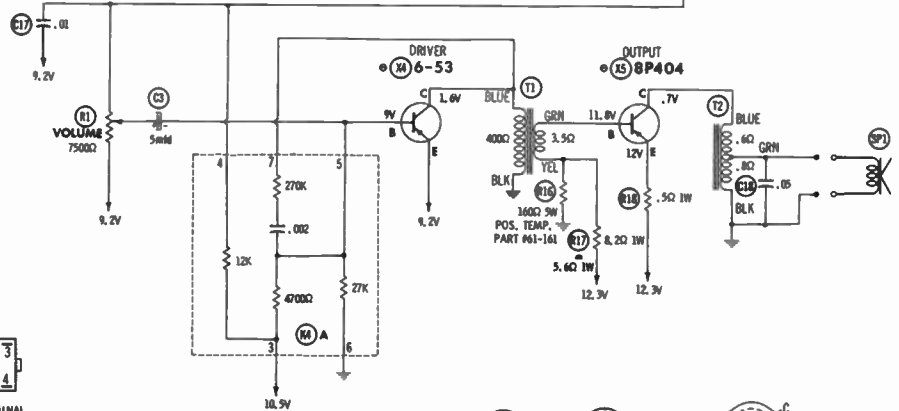 C17 .01
9.2V
R1
VOLUME
7500Ω
C3
5mfd
9.2V
4
7
5
270K
.002
12K
4700Ω
27K
K4 A
3
6
10.5V
DRIVER
X4 6-53
C 1.6V
9V
B
E
9.2V
T1
BLUE
400Ω
GRN
3.5Ω
YEL
BLK
R16
160Ω 5W
POS. TEMP.
PART #61-161
R17
5.6Ω 1W
8.2Ω 1W
12.3V
OUTPUT
X5 8P404
C .7V
11.8V
B
12V
E
R18 .5Ω 1W
12.3V
T2
BLUE
.6Ω
GRN
.8Ω
C18 .05
BLK
SP1
3
4
C